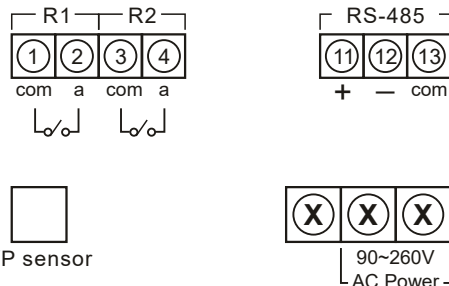 R1 R2
1 2 3 4
com a com a
RS-485
11 12 13
+ − com
P sensor
X X X
90~260V
AC Power